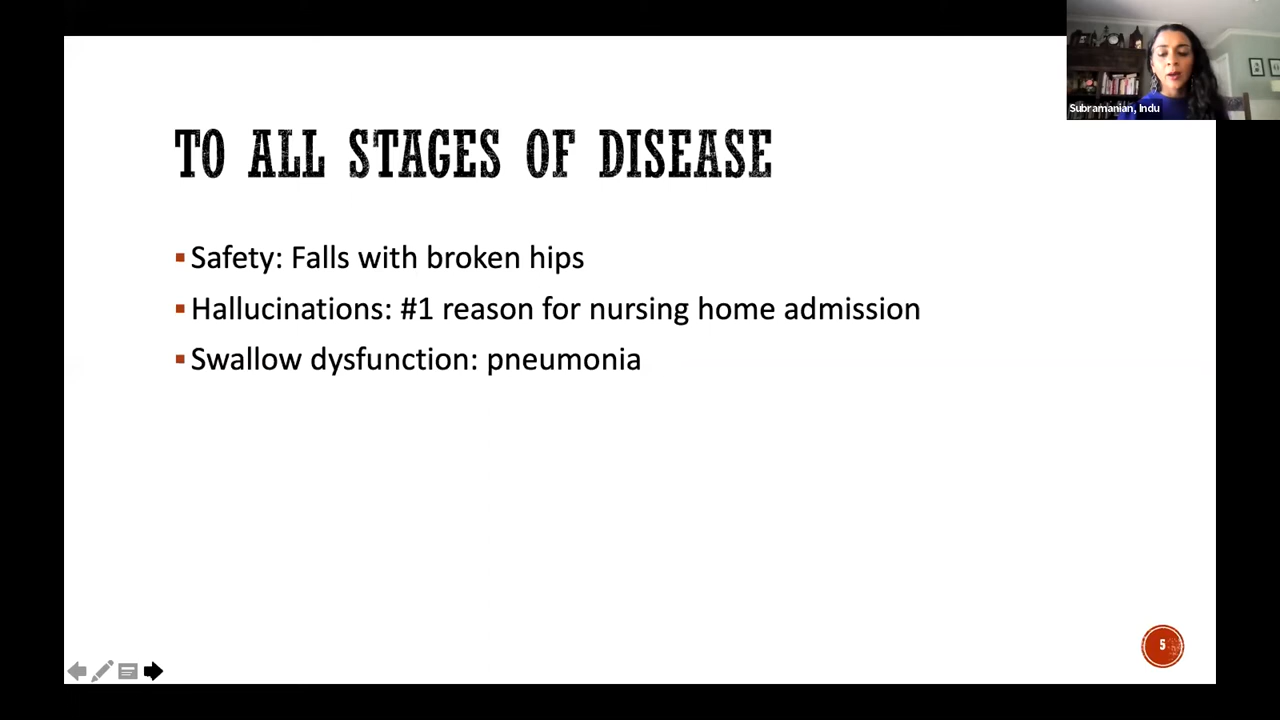 Subramanian, Indu
TO ALL STAGES OF DISEASE
▪Safety: Falls with broken hips
▪Hallucinations: #1 reason for nursing home admission
▪Swallow dysfunction: pneumonia
5